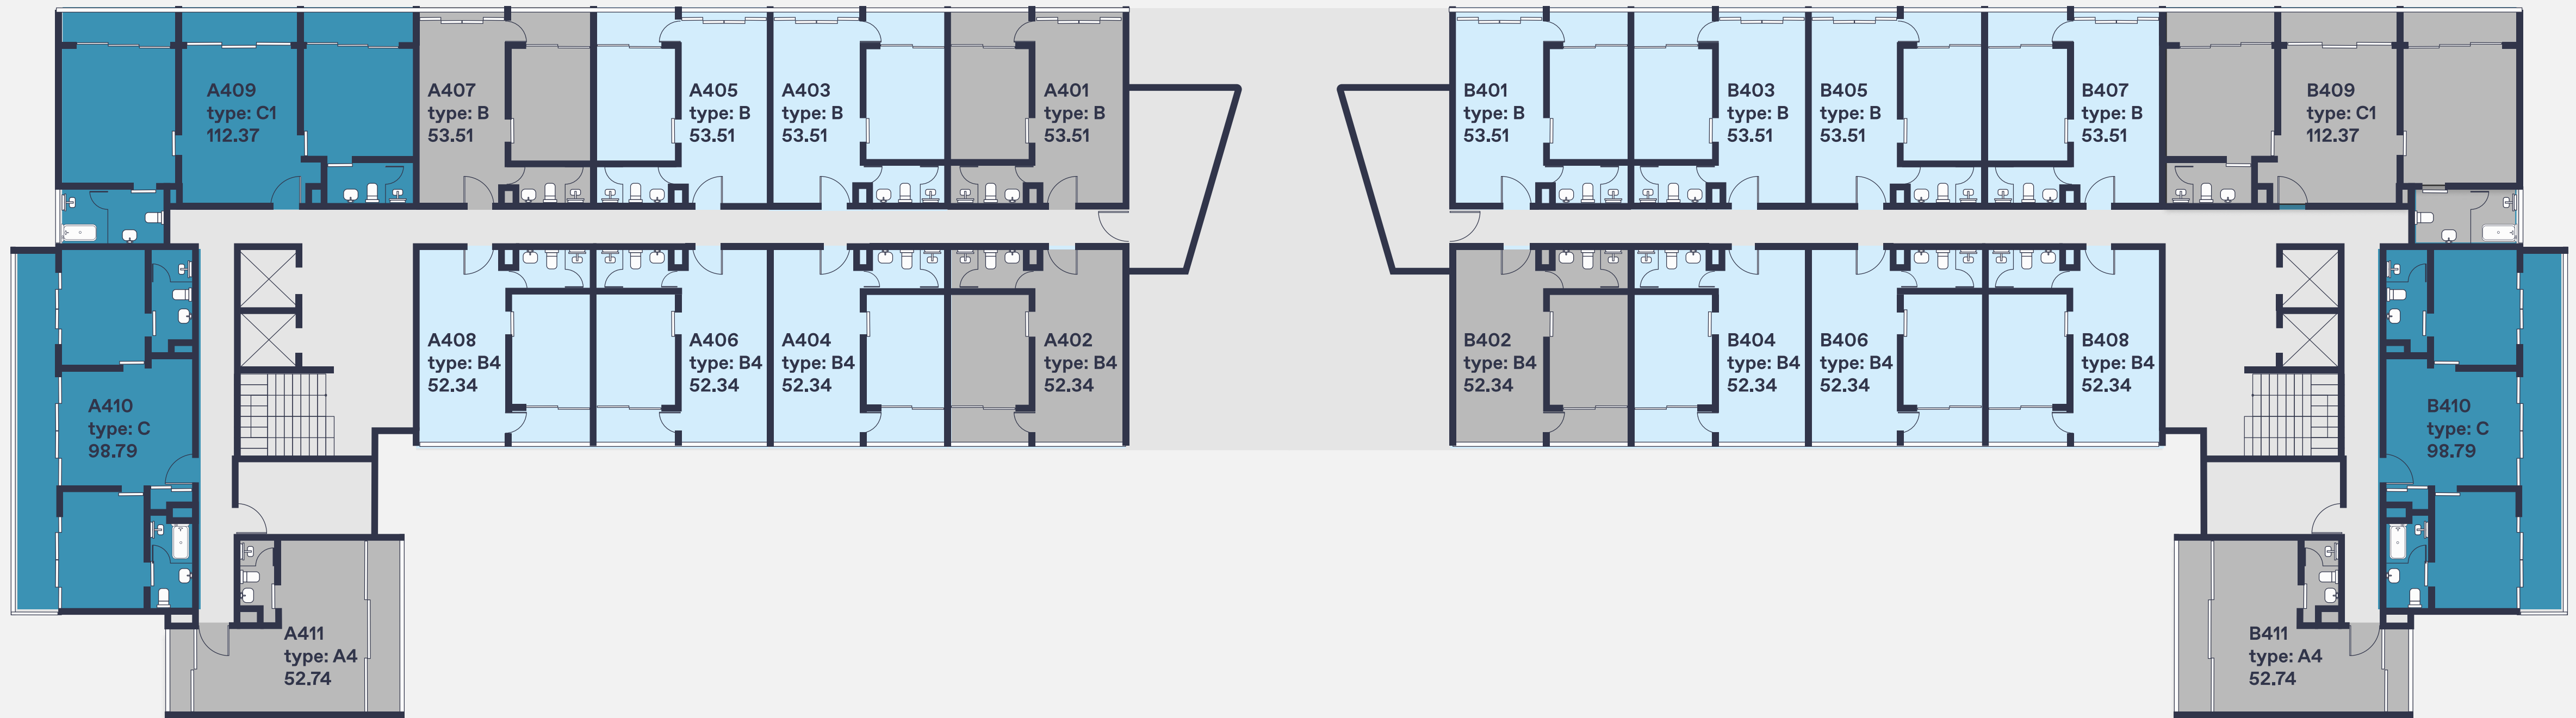 A409
type: C1
112.37
A407
type: B
53.51
A405
type: B
53.51
A403
type: B
53.51
A401
type: B
53.51
B401
type: B
53.51
B403
type: B
53.51
B405
type: B
53.51
B407
type: B
53.51
B409
type: C1
112.37
A408
type: B4
52.34
A406
type: B4
52.34
A404
type: B4
52.34
A402
type: B4
52.34
B402
type: B4
52.34
B404
type: B4
52.34
B406
type: B4
52.34
B408
type: B4
52.34
A410
type: C
98.79
B410
type: C
98.79
A411
type: A4
52.74
B411
type: A4
52.74